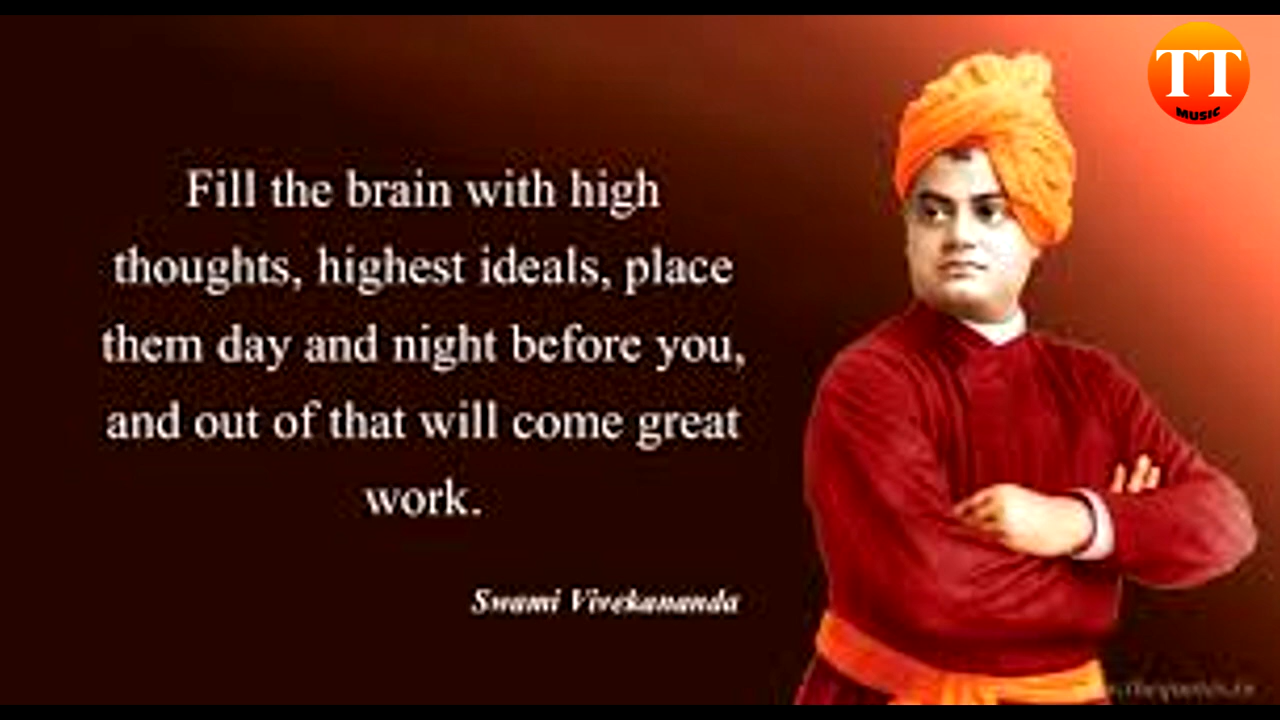 TT
MUSIC
Fill the brain with high
thoughts, highest ideals, place
them day and night before you,
and out of that will come great
work.
Swami Vivekananda